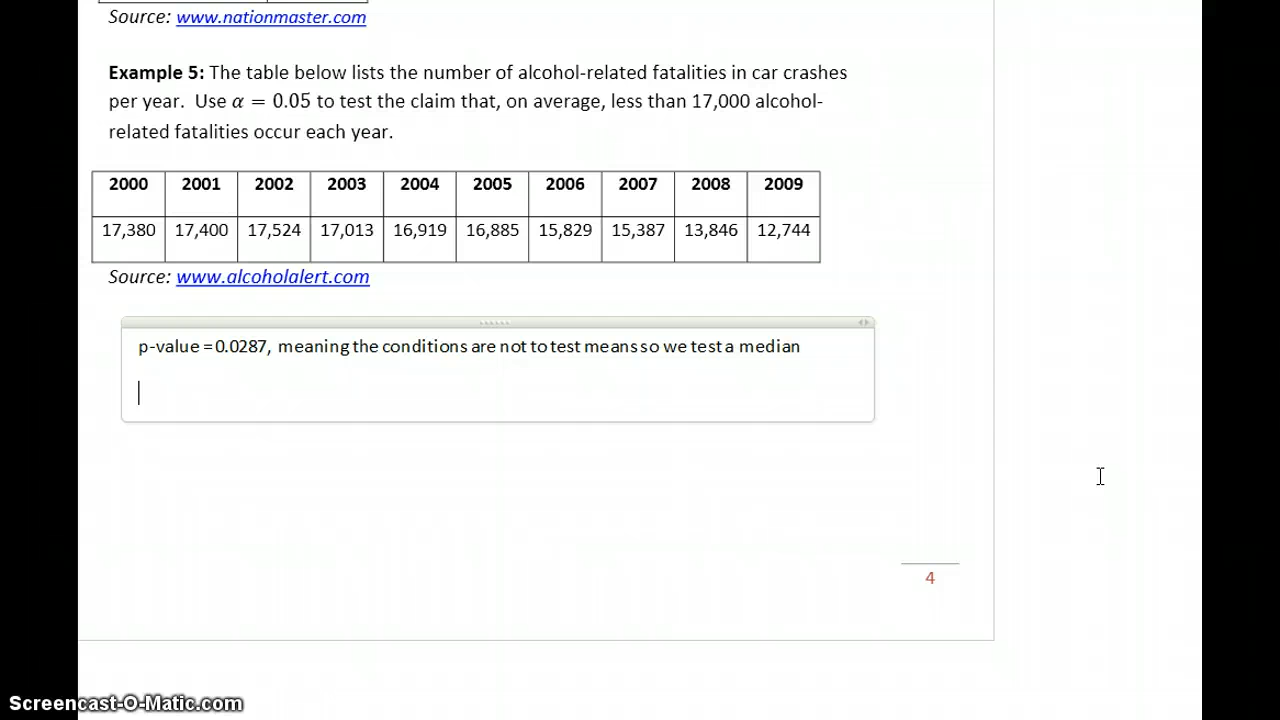 Source: www.nationmaster.com
Example 5: The table below lists the number of alcohol-related fatalities in car crashes
per year. Use α = 0.05 to test the claim that, on average, less than 17,000 alcohol-
related fatalities occur each year.
2000 2001 2002 2003 2004 2005 2006 2007 2008 2009
17,380 17,400 17,524 17,013 16,919 16,885 15,829 15,387 13,846 12,744
Source: www.alcoholalert.com
p-value = 0.0287, meaning the conditions are not to test means so we test a median
4
Screencast-O-Matic.com